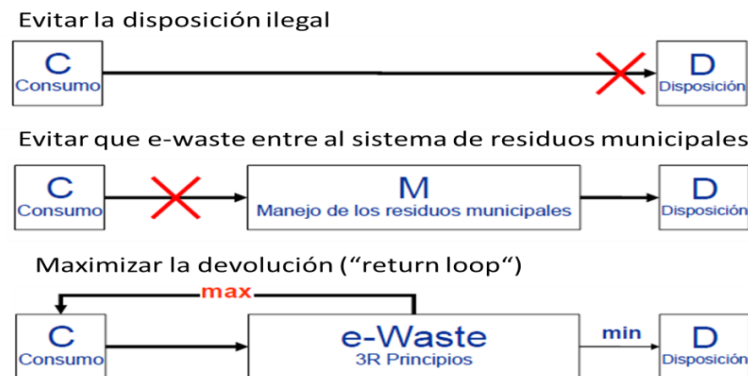 Evitar la disposición ilegal
C
Consumo
D
Disposición
Evitar que e-waste entre al sistema de residuos municipales
C
Consumo
M
Manejo de los residuos municipales
D
Disposición
Maximizar la devolución (“return loop“)
max
C
Consumo
e-Waste
3R Principios
min
D
Disposición